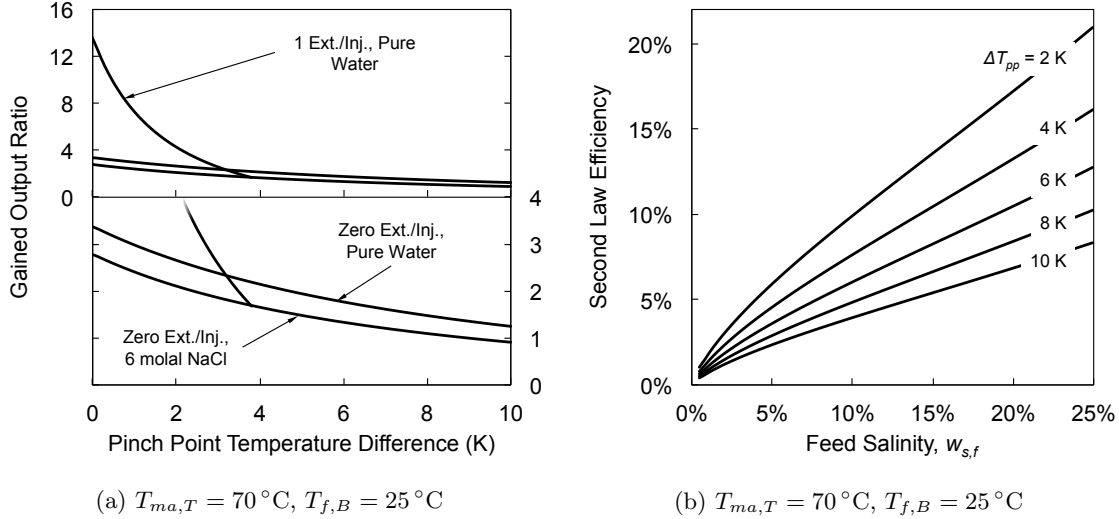 16
12
8
4
0
Gained Output Ratio
1 Ext./Inj., Pure
Water
4
3
2
1
0
Zero Ext./Inj.,
Pure Water
Zero Ext./Inj.,
6 molal NaCl
0 2 4 6 8 10
Pinch Point Temperature Difference (K)
(a) T_{ma,T} = 70 °C, T_{f,B} = 25 °C
20%
15%
10%
5%
0%
Second Law Efficiency
ΔT_{pp} = 2 K
4 K
6 K
8 K
10 K
0% 5% 10% 15% 20% 25%
Feed Salinity, w_{s,f}
(b) T_{ma,T} = 70 °C, T_{f,B} = 25 °C